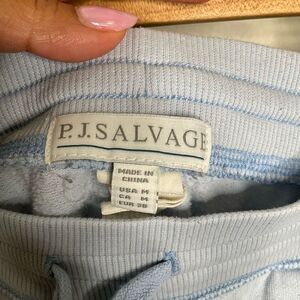 P.J.SALVAGE
MADE IN
CHINA
USA M
CA M
EUR 38